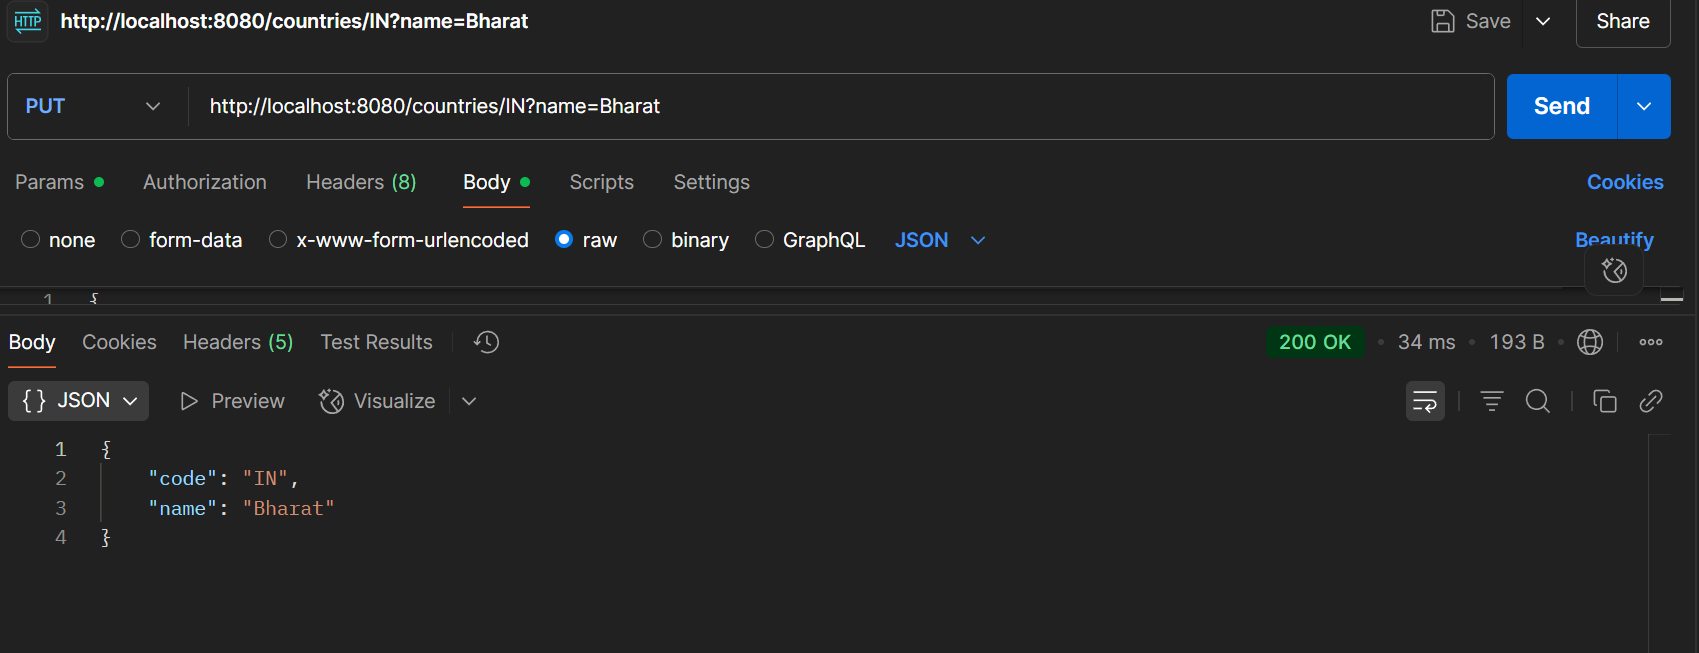 HTTP http://localhost:8080/countries/IN?name=Bharat Save Share
PUT http://localhost:8080/countries/IN?name=Bharat Send
Params Authorization Headers (8) Body Scripts Settings Cookies
none form-data x-www-form-urlencoded raw binary GraphQL JSON Beautify
1 {
Body Cookies Headers (5) Test Results 200 OK • 34 ms • 193 B •
{} JSON Preview Visualize
1 {
2 "code": "IN",
3 "name": "Bharat"
4 }